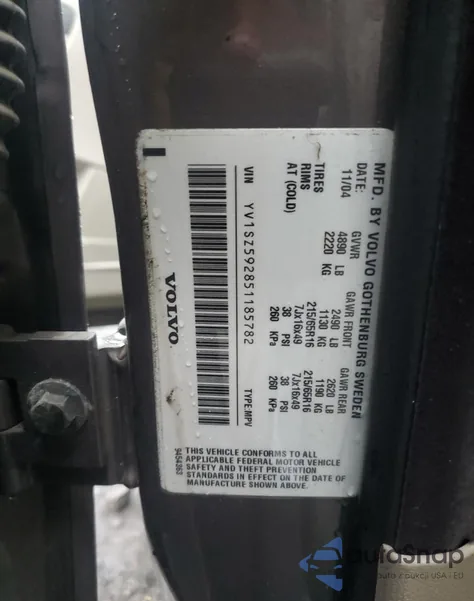 MFD. BY VOLVO GOTHENBURG SWEDEN
DATE: GVWR GAWR FRONT GAWR REAR
11/04 4890 LB 2490 LB 2620 LB
2220 KG 1130 KG 1190 KG
TIRES 215/65R16 215/65R16
RIMS 7Jx16x49 7Jx16x49
AT (COLD) 38 PSI 38 PSI
260 KPa 260 KPa
VIN YV1SZ592851185782 TYPE:MPV
VOLVO
9454363
THIS VEHICLE CONFORMS TO ALL
APPLICABLE FEDERAL MOTOR VEHICLE
SAFETY AND THEFT PREVENTION
STANDARDS IN EFFECT ON THE DATE OF
MANUFACTURE SHOWN ABOVE.
AutoSnap